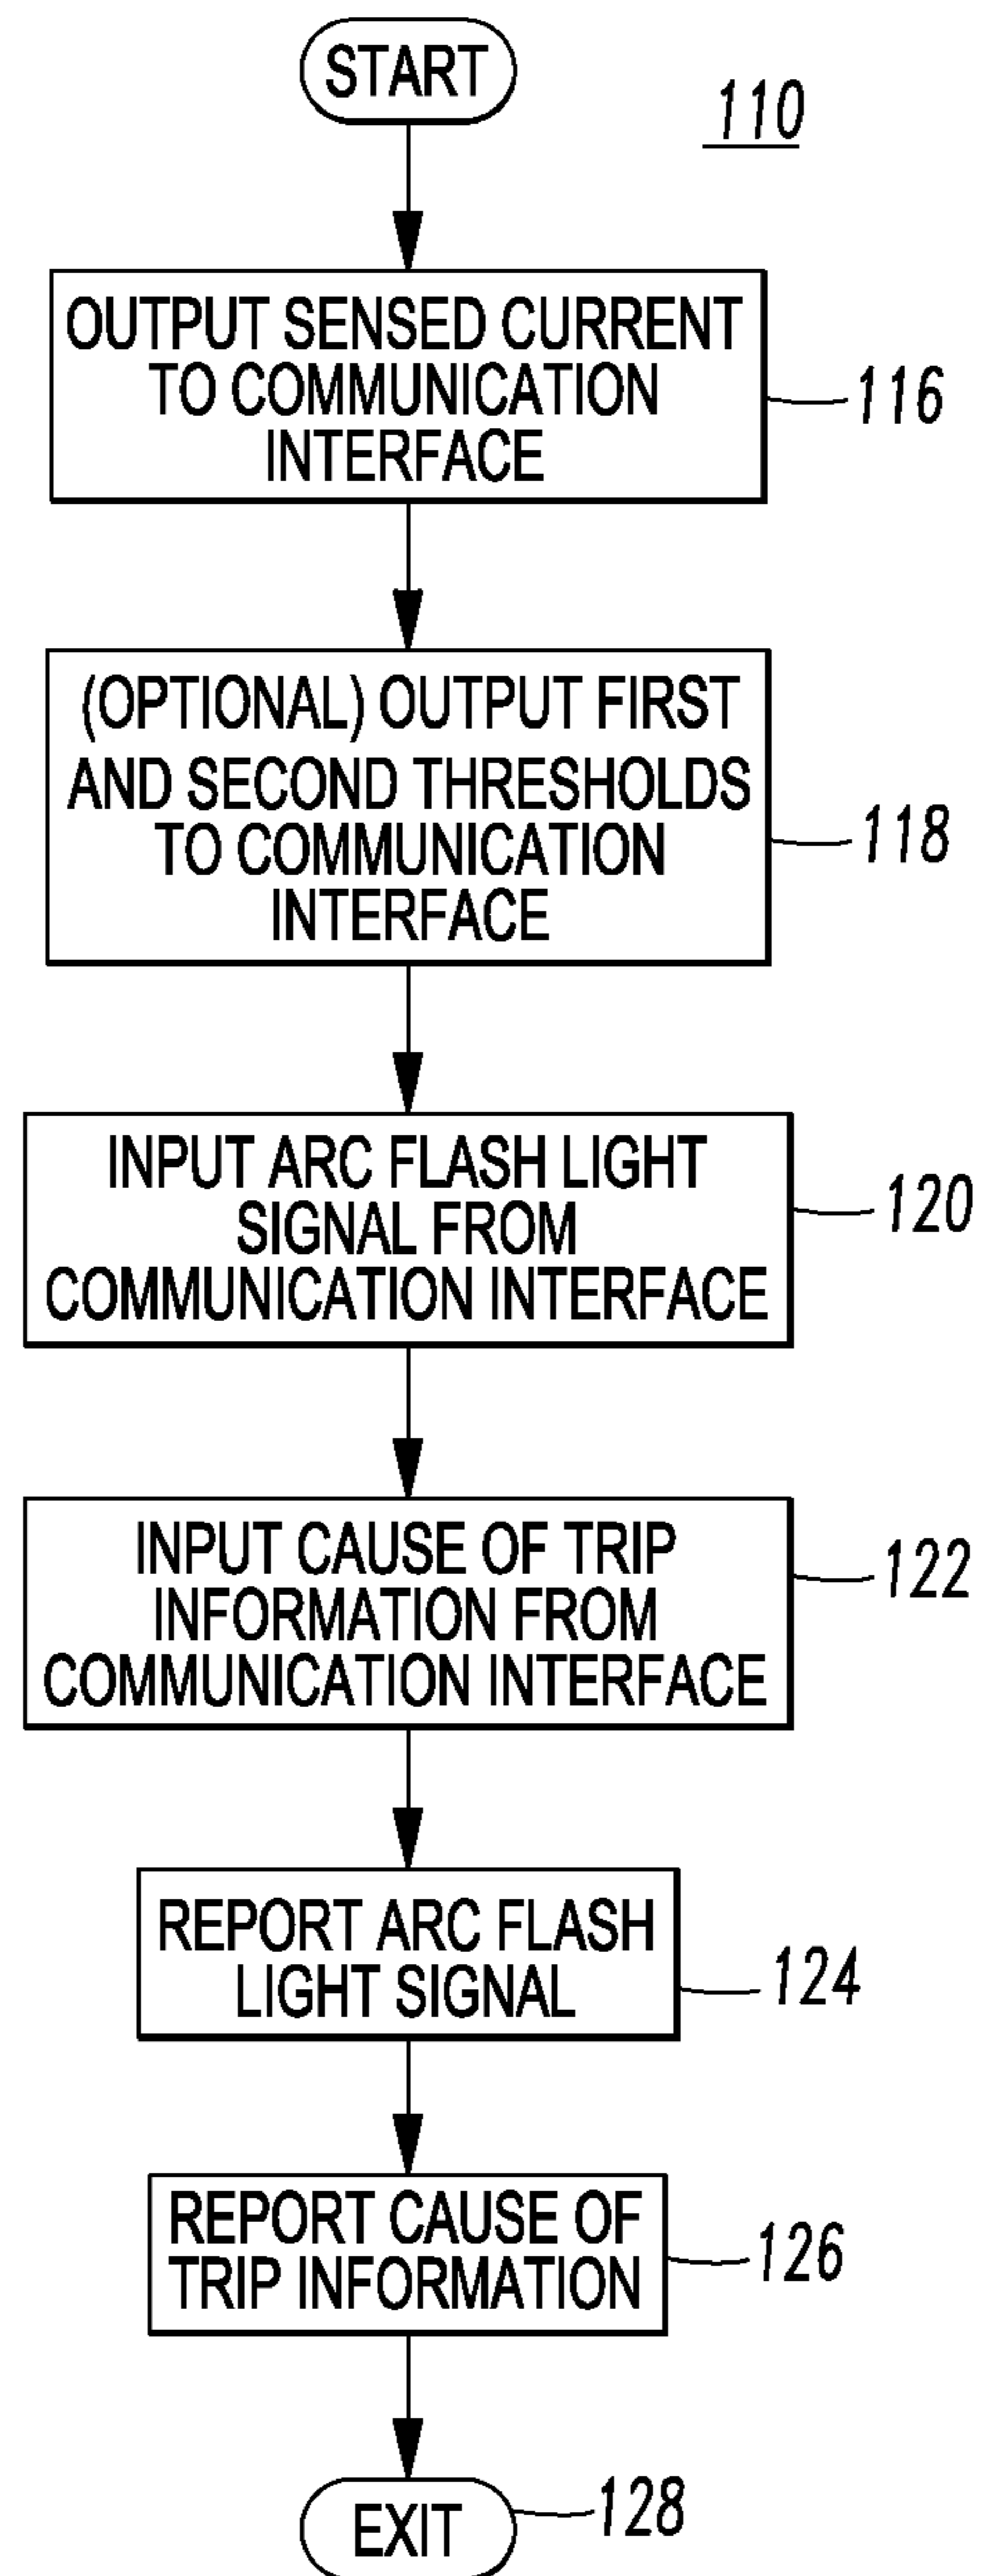 START
110
OUTPUT SENSED CURRENT
TO COMMUNICATION
INTERFACE
116
(OPTIONAL) OUTPUT FIRST
AND SECOND THRESHOLDS
TO COMMUNICATION
INTERFACE
118
INPUT ARC FLASH LIGHT
SIGNAL FROM
COMMUNICATION INTERFACE
120
INPUT CAUSE OF TRIP
INFORMATION FROM
COMMUNICATION INTERFACE
122
REPORT ARC FLASH
LIGHT SIGNAL
124
REPORT CAUSE OF
TRIP INFORMATION
126
EXIT
128